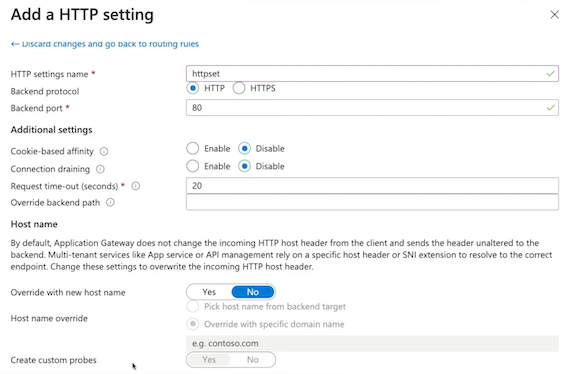 Add a HTTP setting
← Discard changes and go back to routing rules
HTTP settings name *
httpset
Backend protocol
HTTP HTTPS
Backend port *
80
Additional settings
Cookie-based affinity
Enable Disable
Connection draining
Enable Disable
Request time-out (seconds) *
20
Override backend path
Host name
By default, Application Gateway does not change the incoming HTTP host header from the client and sends the header unaltered to the
backend. Multi-tenant services like App service or API management rely on a specific host header or SNI extension to resolve to the correct
endpoint. Change these settings to overwrite the incoming HTTP host header.
Override with new host name
Yes No
Pick host name from backend target
Host name override
Override with specific domain name
e.g. contoso.com
Create custom probes
Yes No